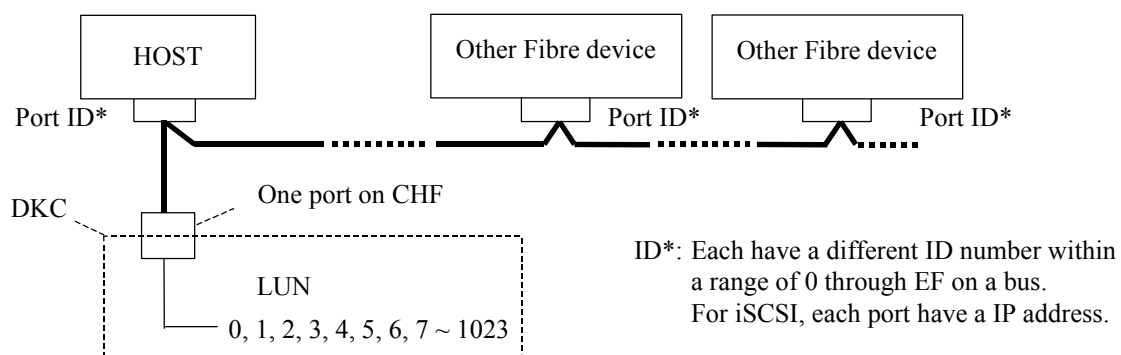 HOST
Other Fibre device
Other Fibre device
Port ID*
Port ID*
Port ID*
One port on CHF
DKC
LUN
0, 1, 2, 3, 4, 5, 6, 7 ~ 1023
ID*: Each have a different ID number within
a range of 0 through EF on a bus.
For iSCSI, each port have a IP address.